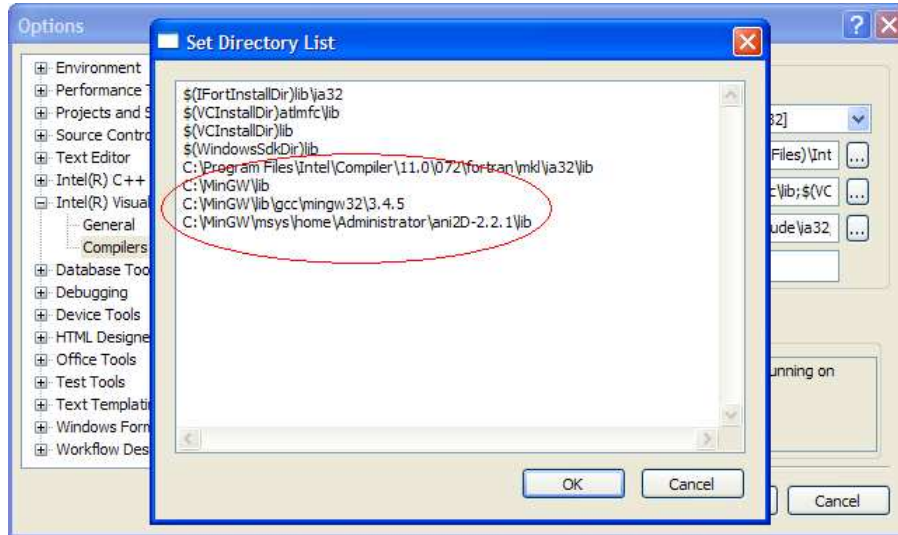 Options
Set Directory List
Environment
Performance
Projects and S
Source Contro
Text Editor
Intel(R) C++
Intel(R) Visual
General
Compilers
Database Too
Debugging
Device Tools
HTML Designe
Office Tools
Test Tools
Text Templati
Windows Form
Workflow Des
$(IFortInstallDir)lib\ia32
$(VCInstallDir)atlmfc\lib
$(VCInstallDir)lib
$(WindowsSdkDir)lib
C:\Program Files\Intel\Compiler\11.0\072\fortran\mkl\ia32\lib
C:\MinGW\lib
C:\MinGW\lib\gcc\mingw32\3.4.5
C:\MinGW\msys\home\Administrator\ani2D-2.2.1\lib
OK
Cancel
32]
Files)\Int
...
c\lib;$(VC
...
ude\ia32
...
unning on
Cancel